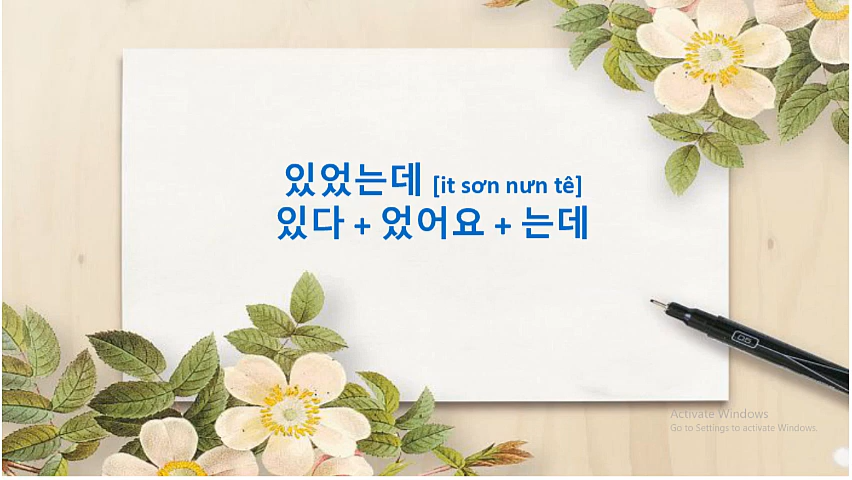 있었는데 [it sơn nưn tê]
있다 + 었어요 + 는데
Activate Windows
Go to Settings to activate Windows.